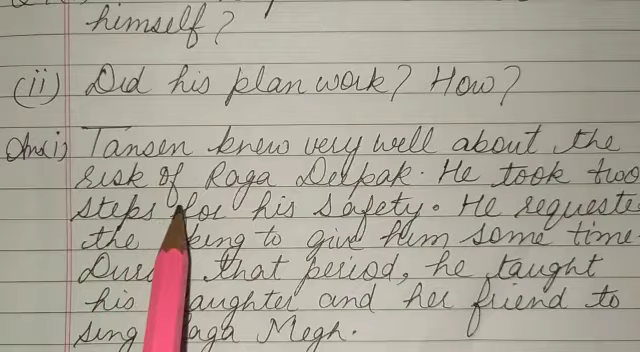 himself?
(ii) Did his plan work? How?
Ans(i) Tansen knew very well about the
risk of Raga Deepak. He took two
steps for his safety. He requeste
the king to give him some time.
that period, he taught
his daughter and her friend to
sing Raga Megh.